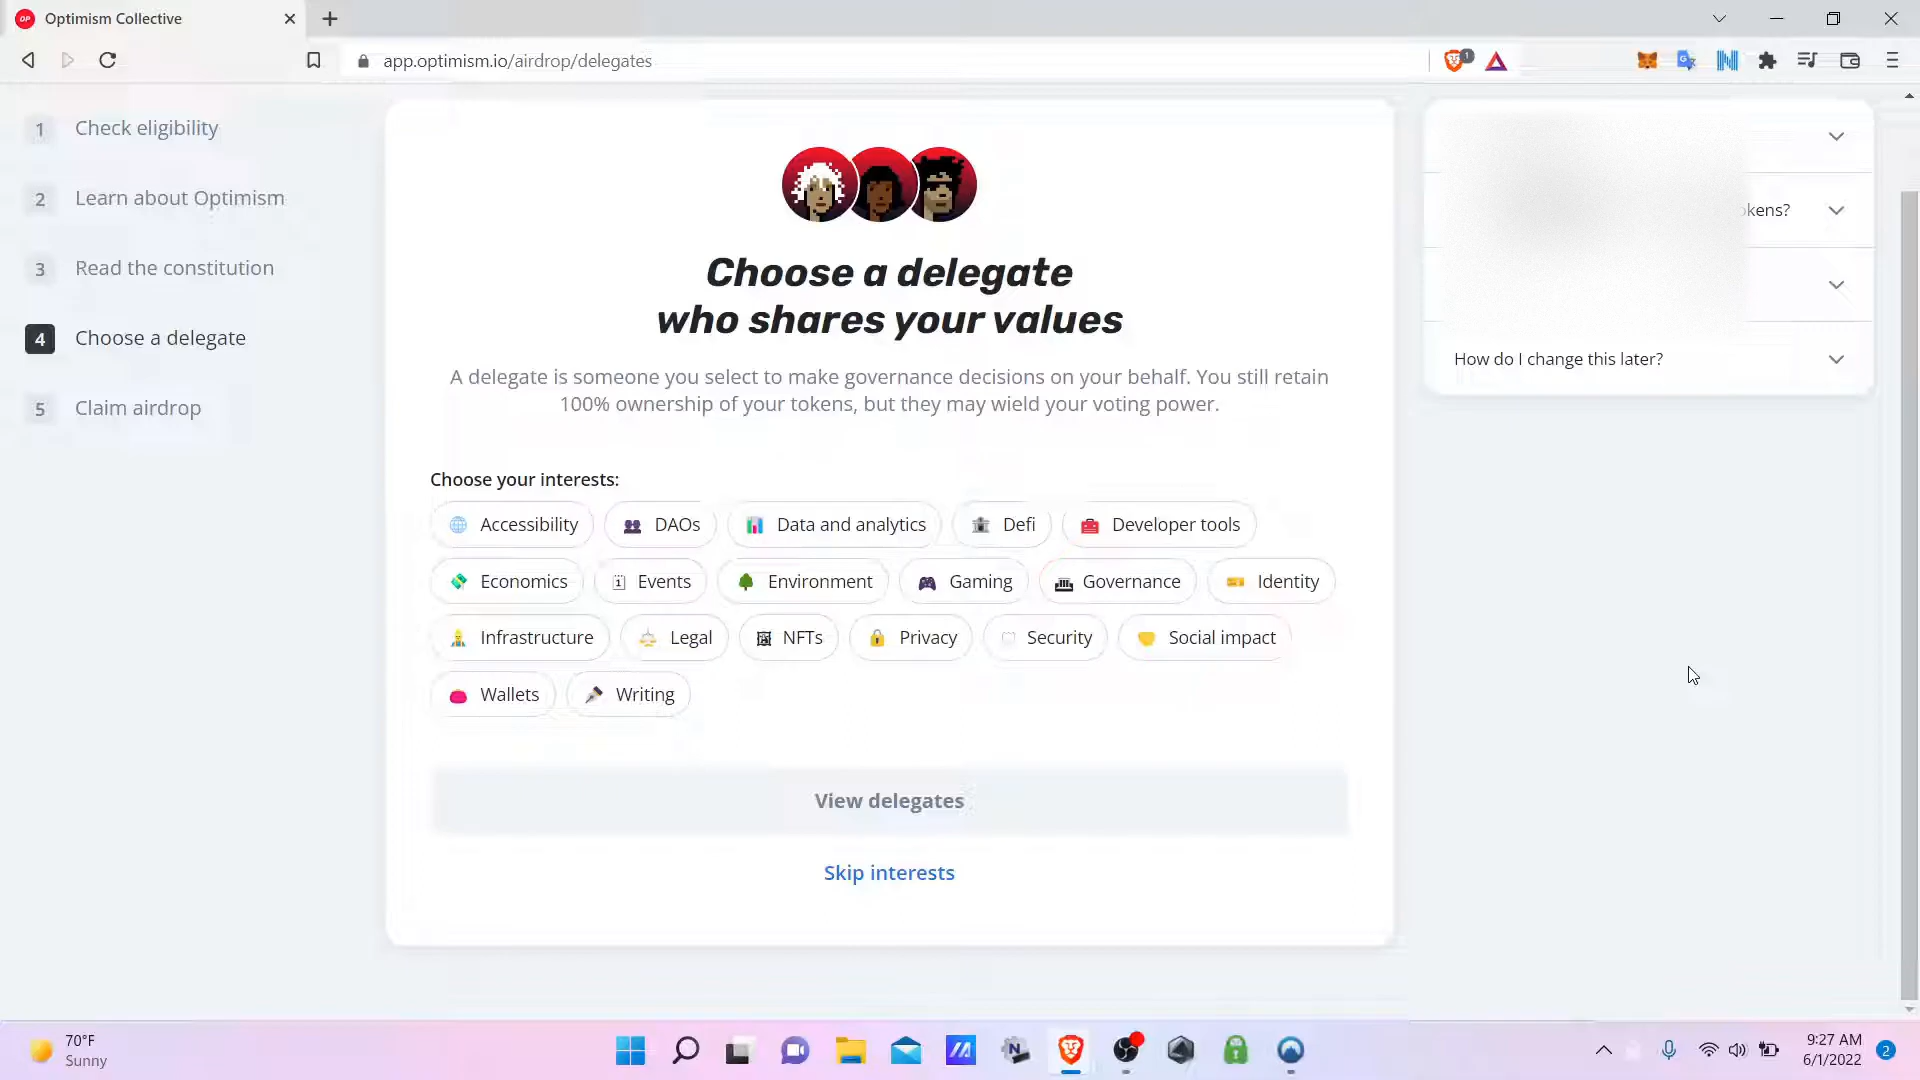 Optimism Collective
app.optimism.io/airdrop/delegates
1 Check eligibility
2 Learn about Optimism
3 Read the constitution
4 Choose a delegate
5 Claim airdrop
Choose a delegate
who shares your values
A delegate is someone you select to make governance decisions on your behalf. You still retain
100% ownership of your tokens, but they may wield your voting power.
Choose your interests:
Accessibility DAOs Data and analytics Defi Developer tools
Economics Events Environment Gaming Governance Identity
Infrastructure Legal NFTs Privacy Security Social impact
Wallets Writing
View delegates
Skip interests
How do I change this later?
70°F
Sunny
9:27 AM
6/1/2022
2